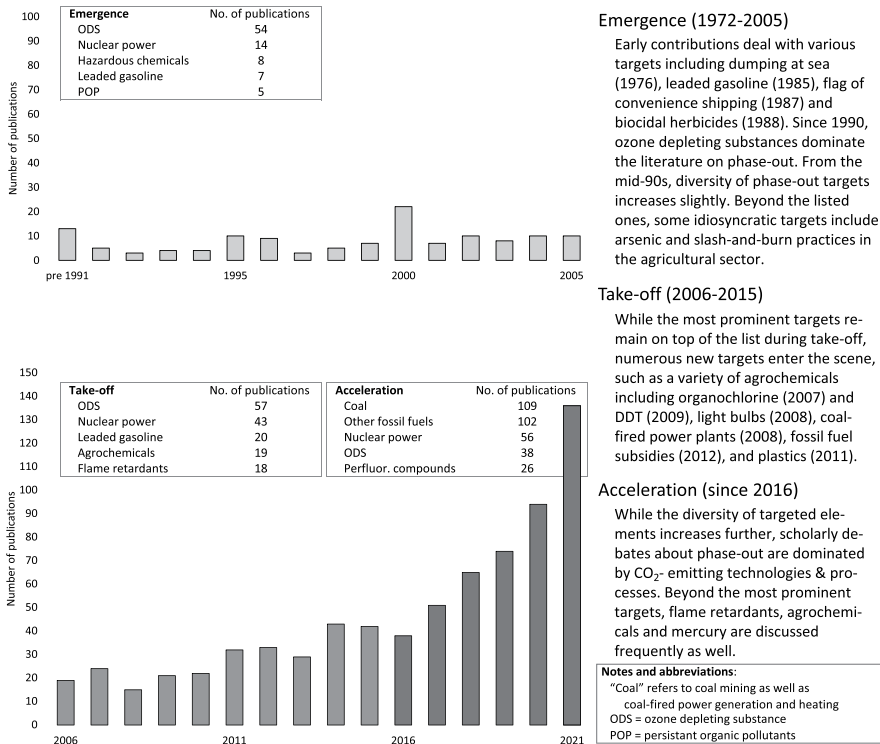 Number of publications
100
90
80
70
60
50
40
30
20
10
0
Emergence No. of publications
ODS 54
Nuclear power 14
Hazardous chemicals 8
Leaded gasoline 7
POP 5
pre 1991 1995 2000 2005
Number of publications
150
140
130
120
110
100
90
80
70
60
50
40
30
20
10
0
Take-off No. of publications
ODS 57
Nuclear power 43
Leaded gasoline 20
Agrochemicals 19
Flame retardants 18
Acceleration No. of publications
Coal 109
Other fossil fuels 102
Nuclear power 56
ODS 38
Perfluor. compounds 26
2006 2011 2016 2021
Emergence (1972-2005)
Early contributions deal with various
targets including dumping at sea
(1976), leaded gasoline (1985), flag of
convenience shipping (1987) and
biocidal herbicides (1988). Since 1990,
ozone depleting substances dominate
the literature on phase-out. From the
mid-90s, diversity of phase-out targets
increases slightly. Beyond the listed
ones, some idiosyncratic targets include
arsenic and slash-and-burn practices in
the agricultural sector.
Take-off (2006-2015)
While the most prominent targets re-
main on top of the list during take-off,
numerous new targets enter the scene,
such as a variety of agrochemicals
including organochlorine (2007) and
DDT (2009), light bulbs (2008), coal-
fired power plants (2008), fossil fuel
subsidies (2012), and plastics (2011).
Acceleration (since 2016)
While the diversity of targeted ele-
ments increases further, scholarly de-
bates about phase-out are dominated
by CO₂- emitting technologies & pro-
cesses. Beyond the most prominent
targets, flame retardants, agrochemi-
cals and mercury are discussed
frequently as well.
Notes and abbreviations:
“Coal” refers to coal mining as well as
coal-fired power generation and heating
ODS = ozone depleting substance
POP = persistant organic pollutants